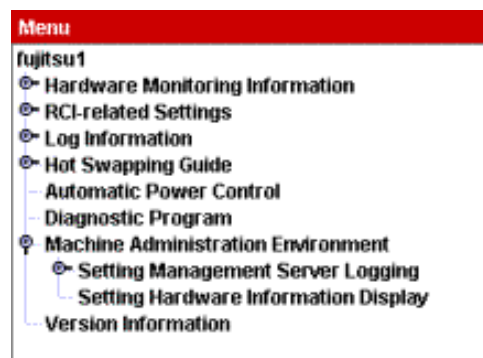 Menu
fujitsu1
Hardware Monitoring Information
RCI-related Settings
Log Information
Hot Swapping Guide
Automatic Power Control
Diagnostic Program
Machine Administration Environment
Setting Management Server Logging
Setting Hardware Information Display
Version Information